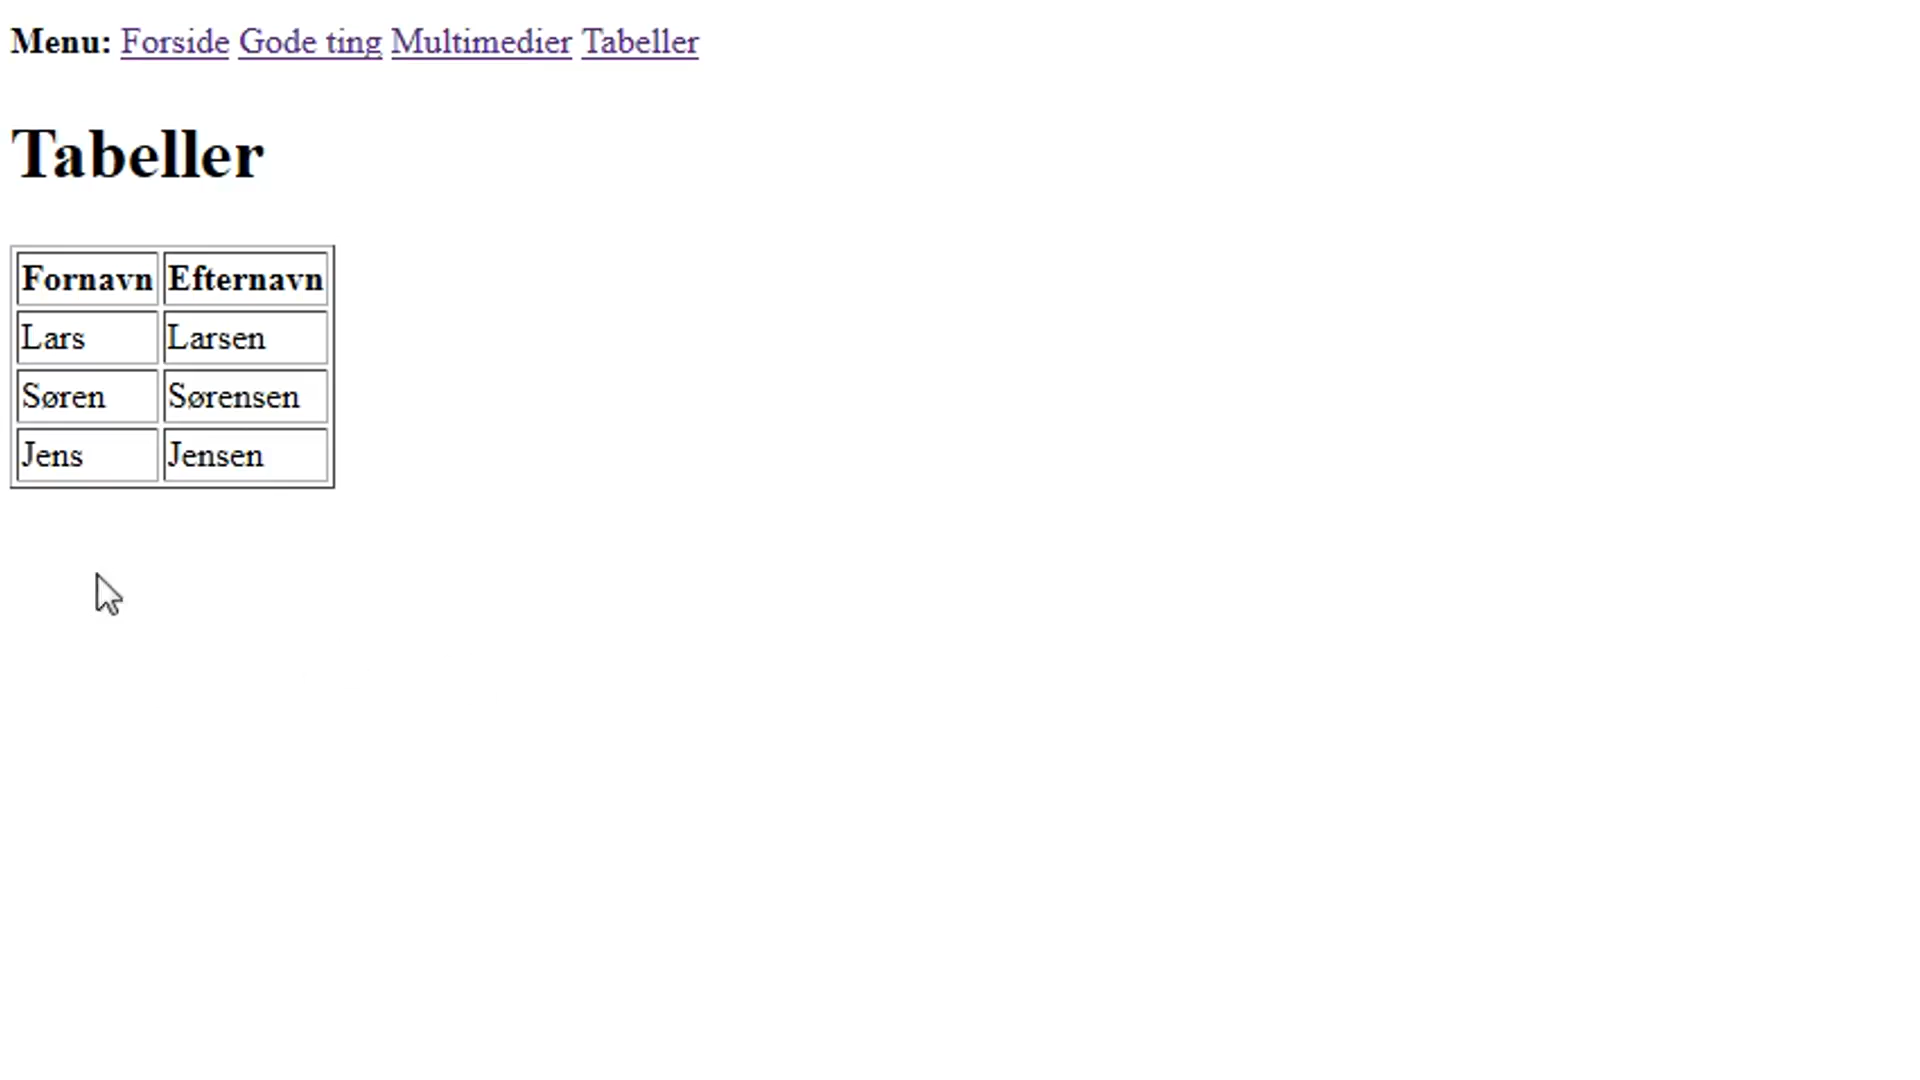 Menu: Forside Gode ting Multimedier Tabeller
Tabeller
Fornavn Efternavn
Lars Larsen
Søren Sørensen
Jens Jensen